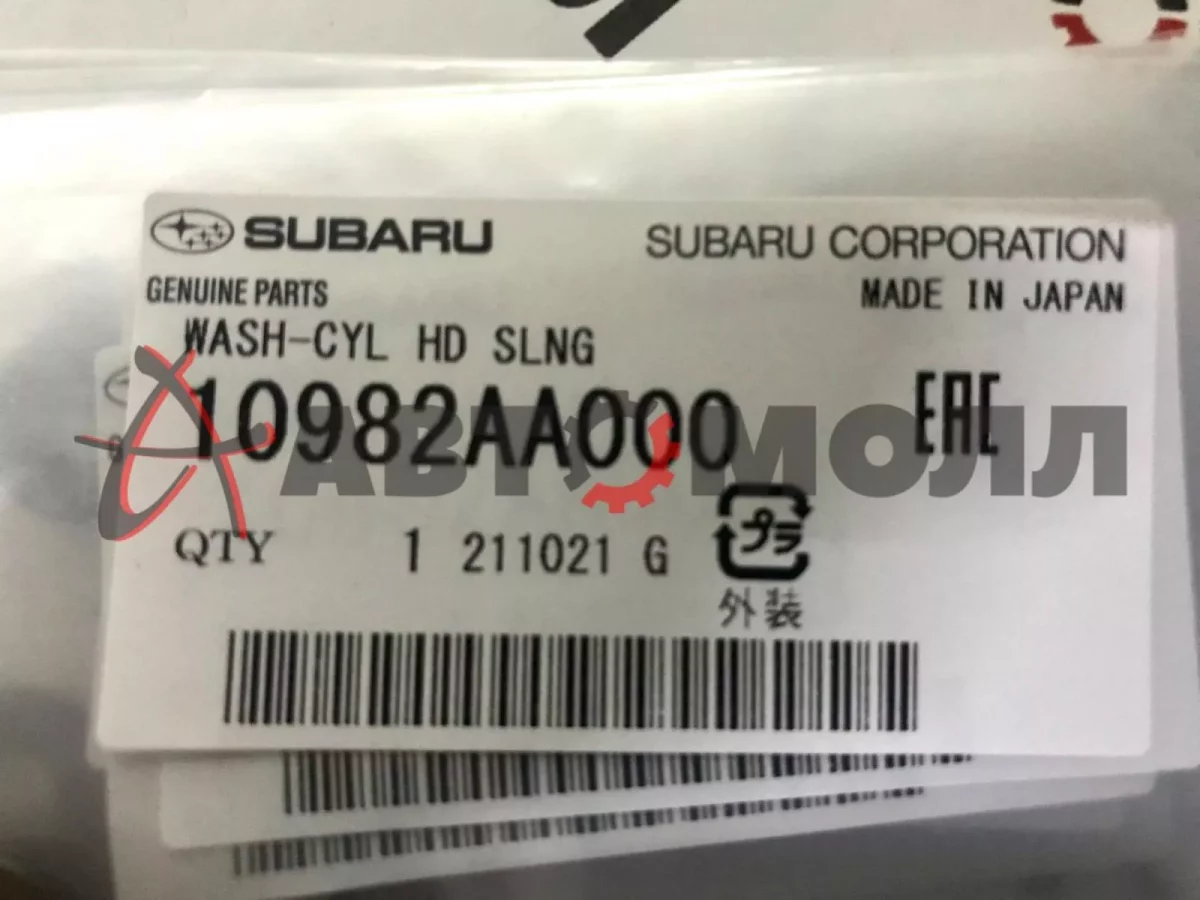 SUBARU SUBARU CORPORATION
GENUINE PARTS MADE IN JAPAN
WASH-CYL HD SLNG
10982AA000 EAC
АВТОМОЛЛ
QTY 1 211021 G プラ
外装